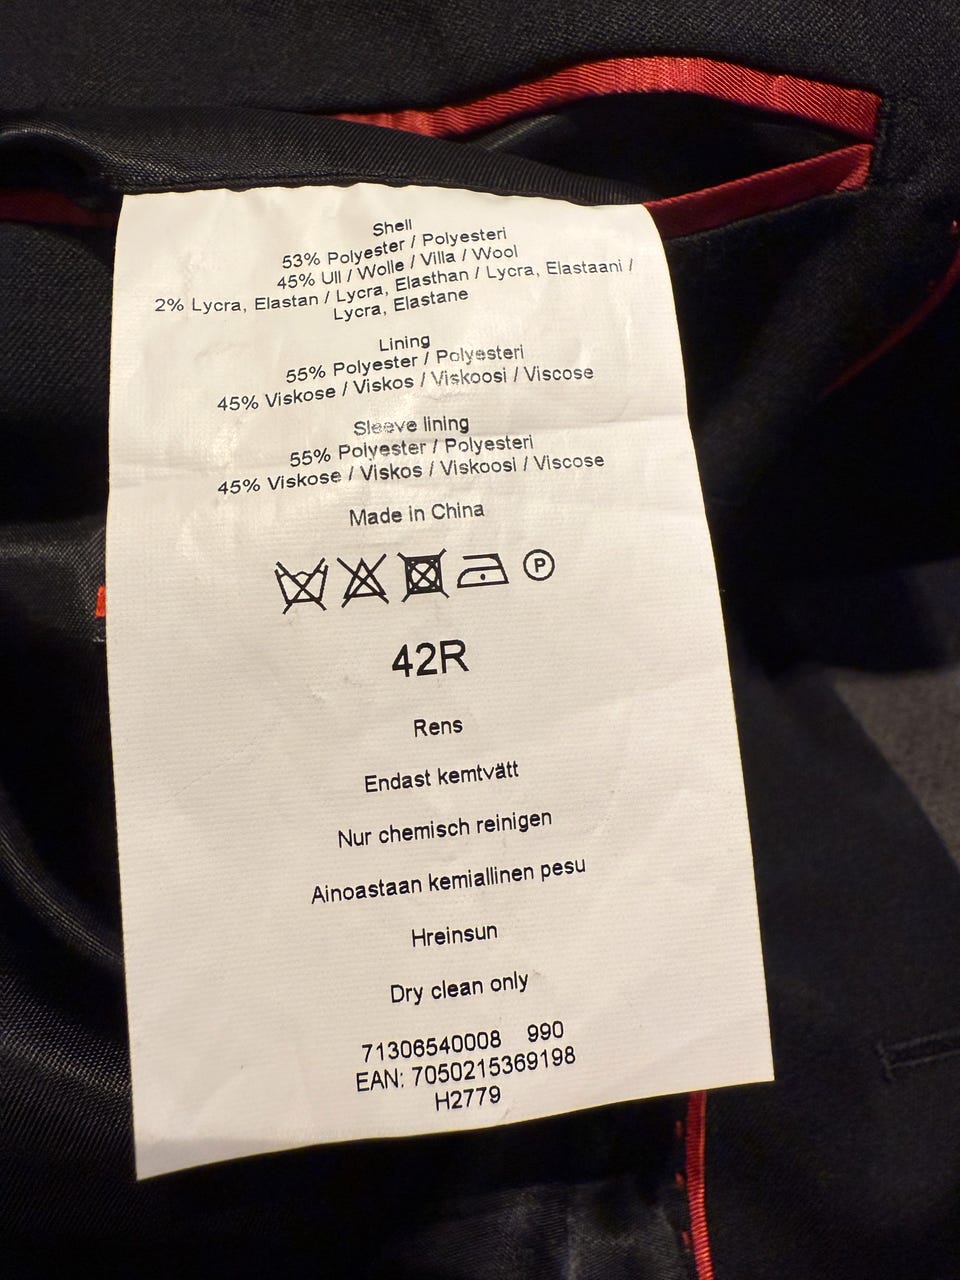 Shell
53% Polyester / Polyesteri
45% Ull / Wolle / Villa / Wool
2% Lycra, Elastan / Lycra, Elasthan / Lycra, Elastaani /
Lycra, Elastane
Lining
55% Polyester / Polyesteri
45% Viskose / Viskos / Viskoosi / Viscose
Sleeve lining
55% Polyester / Polyesteri
45% Viskose / Viskos / Viskoosi / Viscose
Made in China
P
42R
Rens
Endast kemtvätt
Nur chemisch reinigen
Ainoastaan kemiallinen pesu
Hreinsun
Dry clean only
71306540008 990
EAN: 7050215369198
H2779